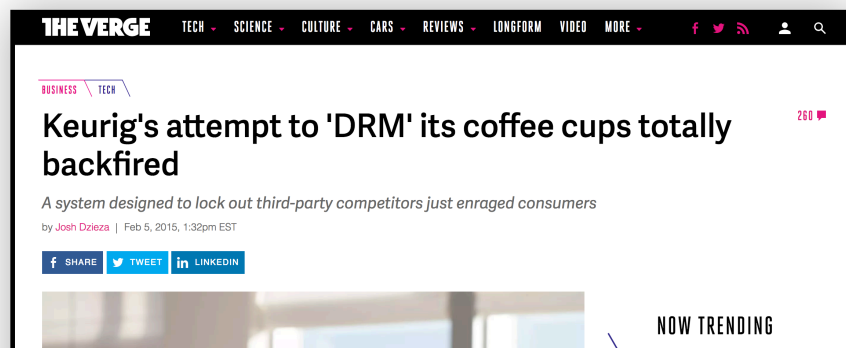 THE VERGE TECH SCIENCE CULTURE CARS REVIEWS LONGFORM VIDEO MORE
BUSINESS TECH
Keurig's attempt to 'DRM' its coffee cups totally
backfired
260
A system designed to lock out third-party competitors just enraged consumers
by Josh Dzieza | Feb 5, 2015, 1:32pm EST
SHARE TWEET LINKEDIN
NOW TRENDING